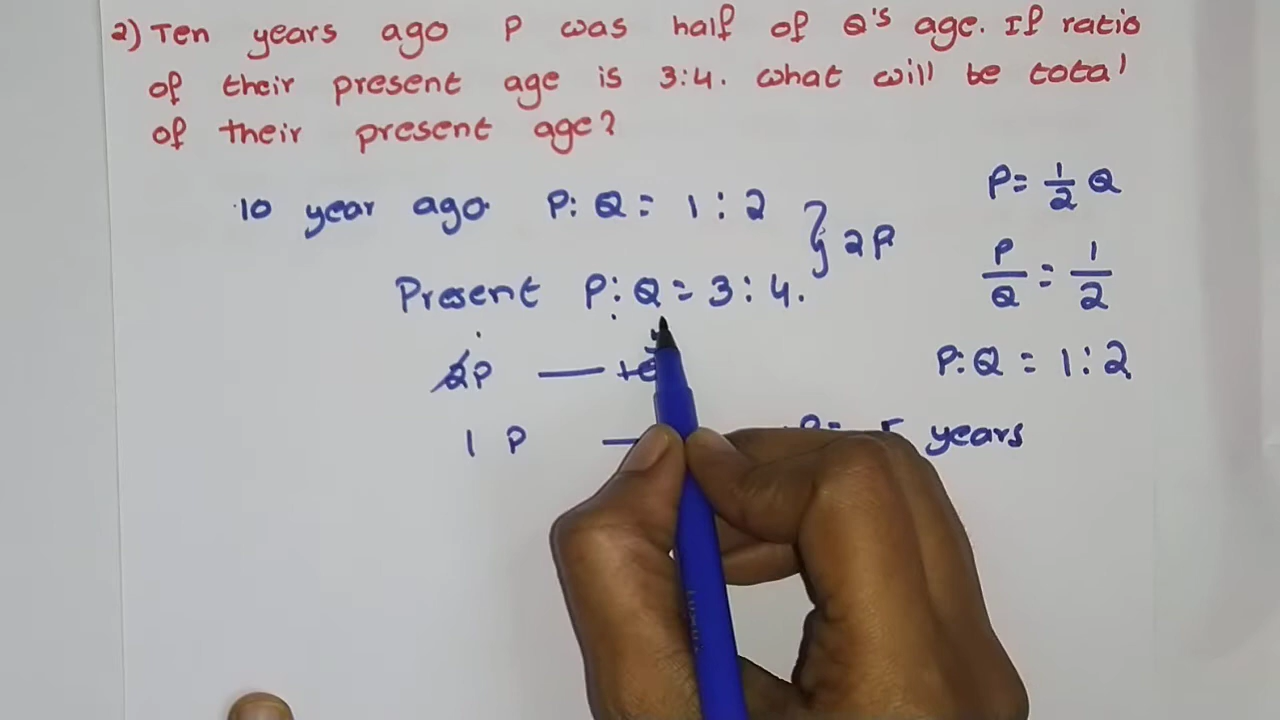 2) Ten years ago P was half of Q's age. If ratio
of their present age is 3:4. what will be total
of their present age?
10 year ago P: Q = 1 : 2
Present P: Q = 3 : 4.
} 2P
2P —
1 P — 5 years
P = 1/2 Q
P/Q = 1/2
P: Q = 1:2